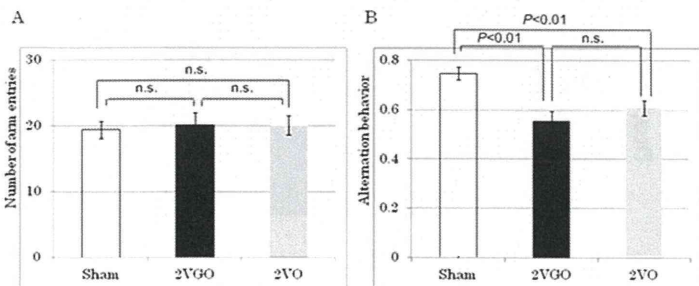 A
Number of arm entries
30
20
10
0
n.s.
n.s.
n.s.
Sham
2VGO
2VO
B
Alternation behavior
0.8
0.6
0.4
0.2
0
P<0.01
P<0.01
n.s.
Sham
2VGO
2VO